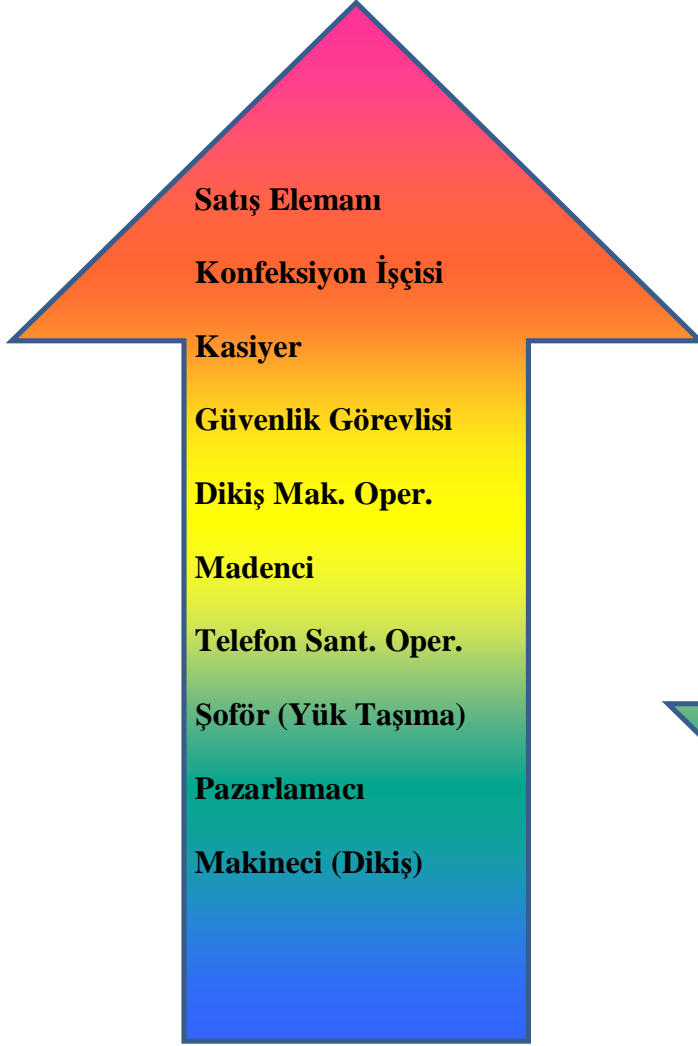 Satış Elemanı
Konfeksiyon İşçisi
Kasiyer
Güvenlik Görevlisi
Dikiş Mak. Oper.
Madenci
Telefon Sant. Oper.
Şoför (Yük Taşıma)
Pazarlamacı
Makineci (Dikiş)